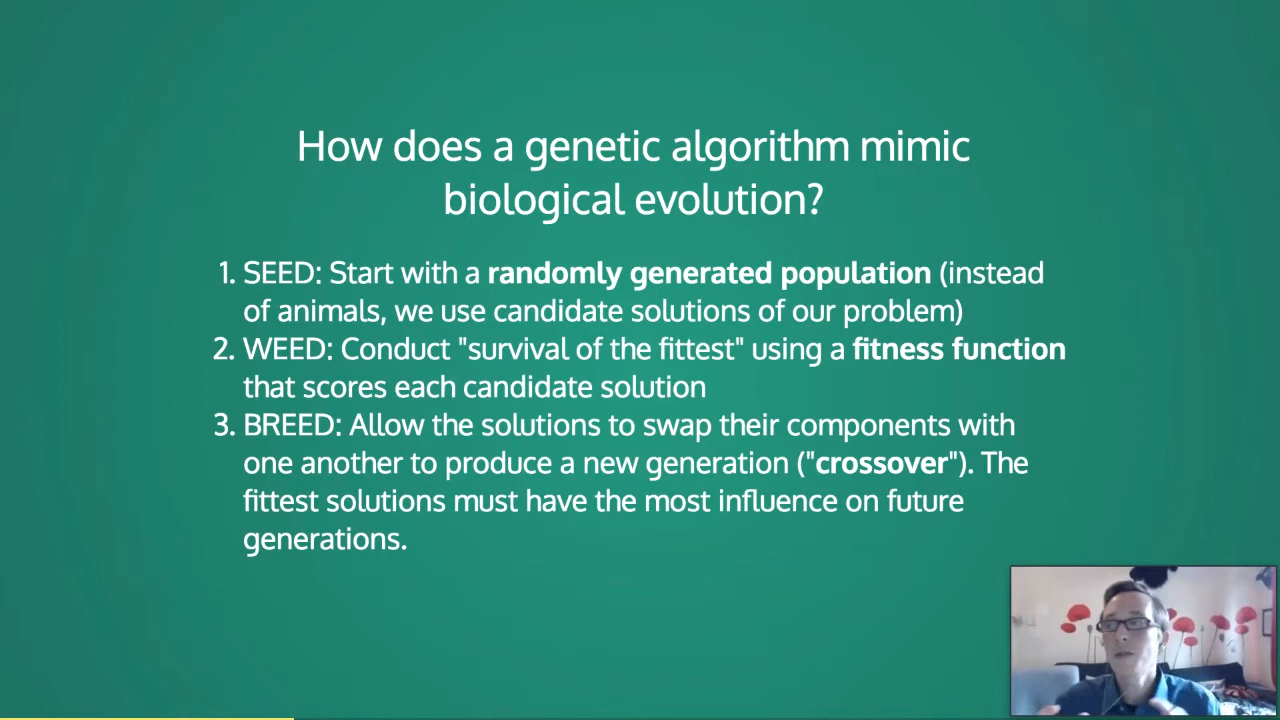 How does a genetic algorithm mimic
biological evolution?
1. SEED: Start with a randomly generated population (instead
of animals, we use candidate solutions of our problem)
2. WEED: Conduct "survival of the fittest" using a fitness function
that scores each candidate solution
3. BREED: Allow the solutions to swap their components with
one another to produce a new generation ("crossover"). The
fittest solutions must have the most influence on future
generations.